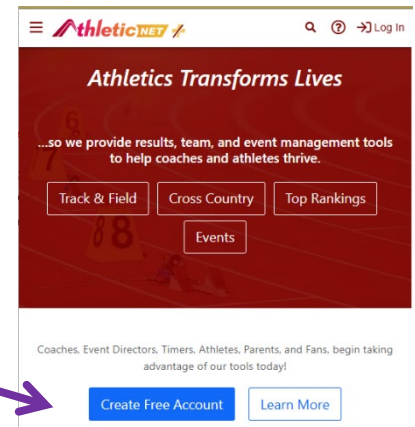 AthleticNET
Log In
Athletics Transforms Lives
...so we provide results, team, and event management tools
to help coaches and athletes thrive.
Track & Field Cross Country Top Rankings
Events
Coaches, Event Directors, Timers, Athletes, Parents, and Fans, begin taking
advantage of our tools today!
Create Free Account Learn More